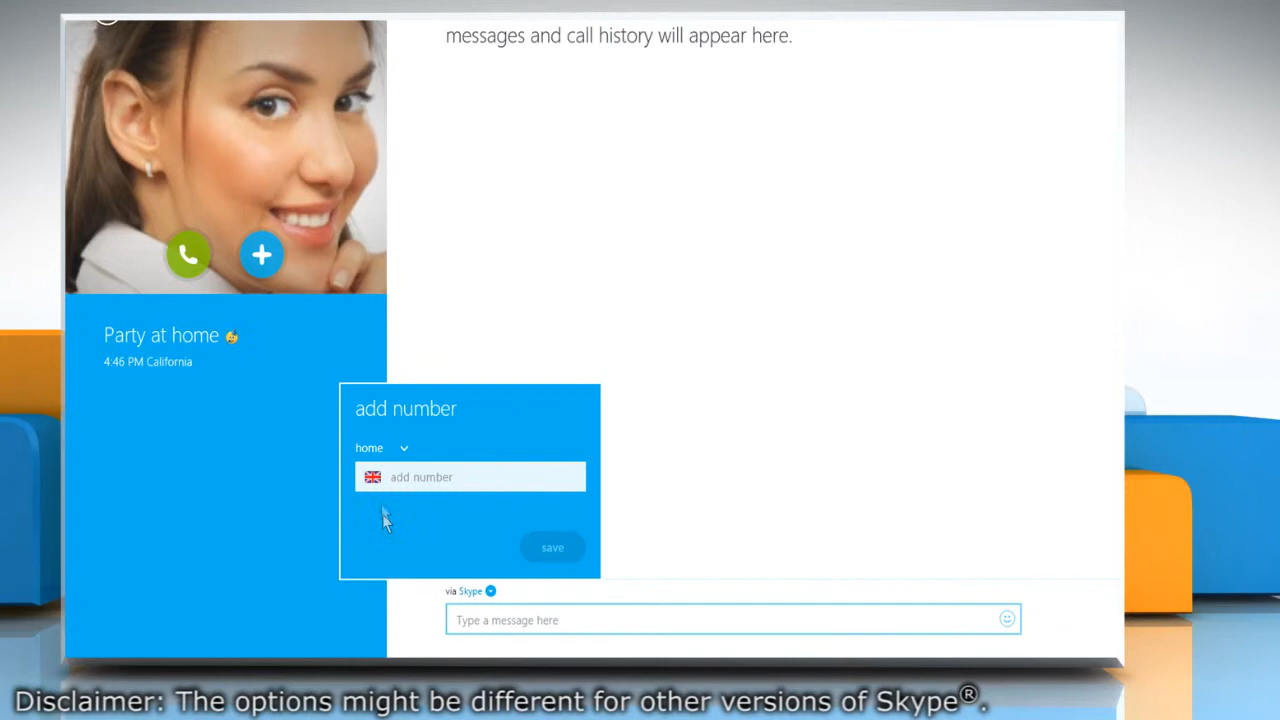 messages and call history will appear here.
Party at home
4:46 PM California
add number
home
add number
save
via Skype
Type a message here
Disclaimer: The options might be different for other versions of Skype®.